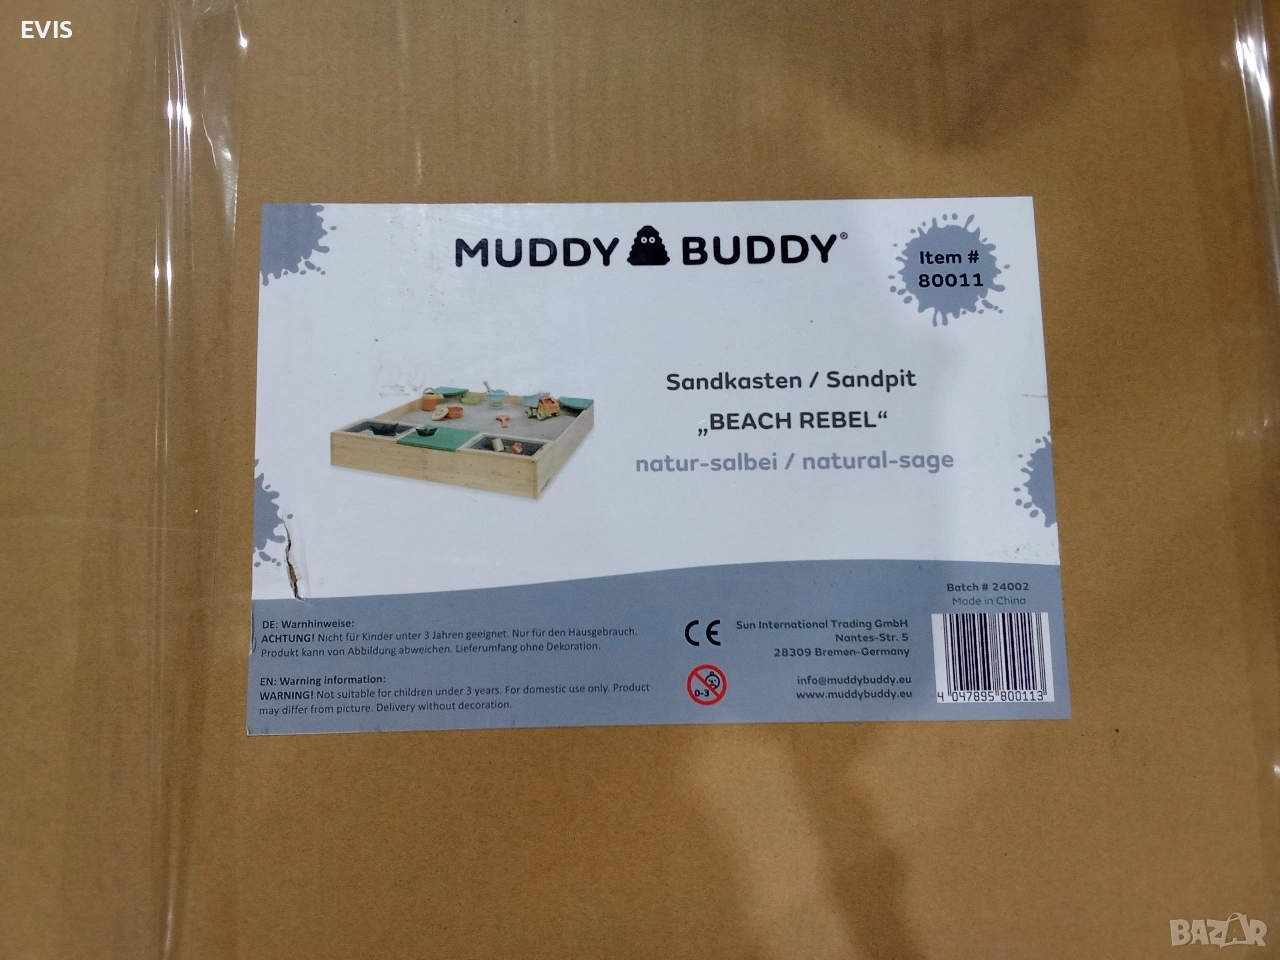 EVIS
MUDDY BUDDY®
Item #
80011
Sandkasten / Sandpit
„BEACH REBEL“
natur-salbei / natural-sage
Batch # 24002
Made in China
DE: Warnhinweise:
ACHTUNG! Nicht für Kinder unter 3 Jahren geeignet. Nur für den Hausgebrauch.
Produkt kann von Abbildung abweichen. Lieferumfang ohne Dekoration.
EN: Warning information:
WARNING! Not suitable for children under 3 years. For domestic use only. Product
may differ from picture. Delivery without decoration.
CE
0-3
Sun International Trading GmbH
Nantes-Str. 5
28309 Bremen-Germany
info@muddybuddy.eu
www.muddybuddy.eu
4 047895 800113
BAZAR